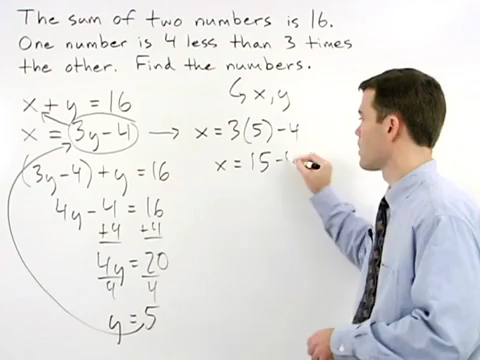 The sum of two numbers is 16.
One number is 4 less than 3 times
the other. Find the numbers.
x, y
x + y = 16
x = 3y - 4 → x = 3(5) - 4
x = 15 -
(3y - 4) + y = 16
4y - 4 = 16
+4 +4
4y = 20
4 4
y = 5